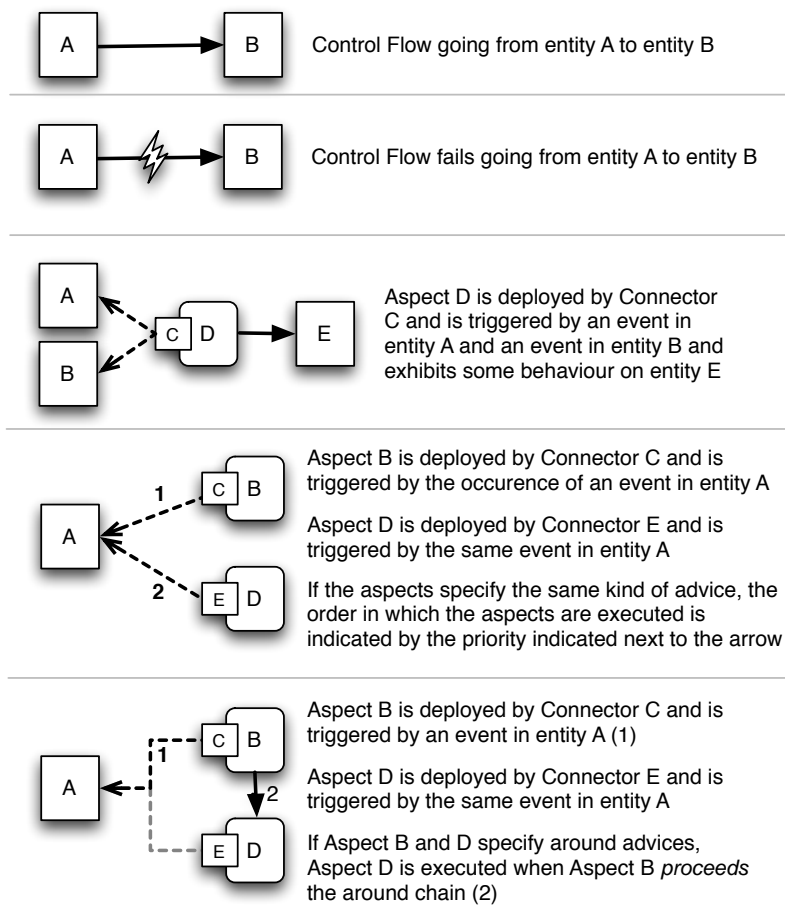 A
B
Control Flow going from entity A to entity B
A
B
Control Flow fails going from entity A to entity B
A
B
C
D
E
Aspect D is deployed by Connector
C and is triggered by an event in
entity A and an event in entity B and
exhibits some behaviour on entity E
A
1
C
B
2
E
D
Aspect B is deployed by Connector C and is
triggered by the occurence of an event in entity A
Aspect D is deployed by Connector E and is
triggered by the same event in entity A
If the aspects specify the same kind of advice, the
order in which the aspects are executed is
indicated by the priority indicated next to the arrow
A
1
C
B
2
E
D
Aspect B is deployed by Connector C and is
triggered by an event in entity A (1)
Aspect D is deployed by Connector E and is
triggered by the same event in entity A
If Aspect B and D specify around advices,
Aspect D is executed when Aspect B proceeds
the around chain (2)